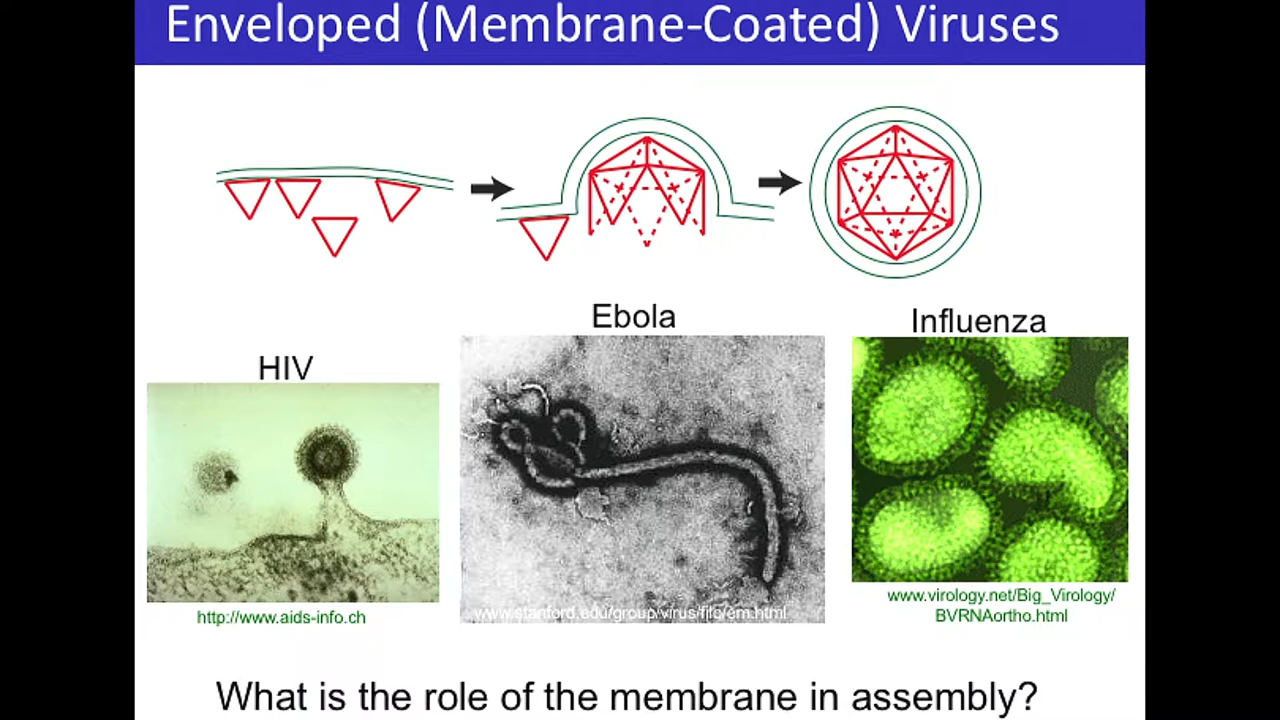 Enveloped (Membrane-Coated) Viruses
Ebola
Influenza
HIV
http://www.aids-info.ch
www.stanford.edu/group/virus/filo/em.html
www.virology.net/Big_Virology/
BVRNAortho.html
What is the role of the membrane in assembly?